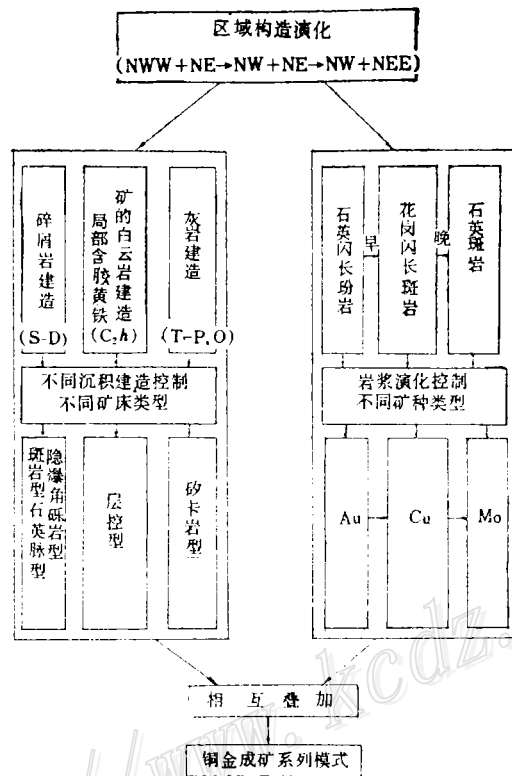 区域构造演化
(NWW+NE→NW+NE→NW+NEE)
碎屑岩建造
(S-D)
矿的白云岩建造
局部含胶黄铁
(C₂h)
灰岩建造
(T-P,O)
不同沉积建造控制
不同矿床类型
隐瀑角砾岩型
斑岩型石英脉型
层控型
矽卡岩型
石英闪长玢岩
早
花岗闪长斑岩
晚
石英斑岩
岩浆演化控制
不同矿种类型
Au
Cu
Mo
相互叠加
铜金成矿系列模式
//www.kcdz.